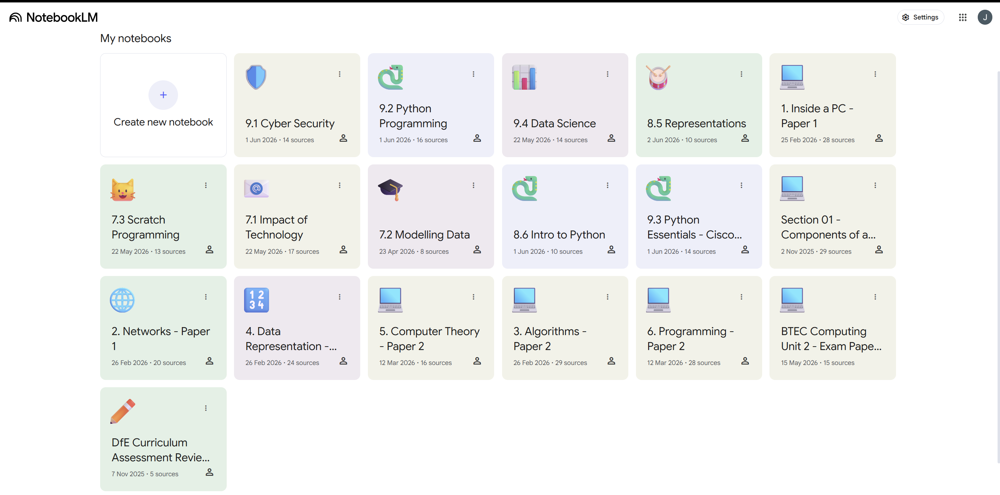 NotebookLM
Settings
J
My notebooks
+
Create new notebook
9.1 Cyber Security
1 Jun 2026 • 14 sources
9.2 Python
Programming
1 Jun 2026 • 16 sources
9.4 Data Science
22 May 2026 • 14 sources
8.5 Representations
2 Jun 2026 • 10 sources
1. Inside a PC -
Paper 1
25 Feb 2026 • 28 sources
7.3 Scratch
Programming
22 May 2026 • 13 sources
@
7.1 Impact of
Technology
22 May 2026 • 17 sources
7.2 Modelling Data
23 Apr 2026 • 8 sources
8.6 Intro to Python
1 Jun 2026 • 10 sources
9.3 Python
Essentials - Cisco...
1 Jun 2026 • 14 sources
Section 01 -
Components of a...
2 Nov 2025 • 29 sources
2. Networks - Paper
1
26 Feb 2026 • 20 sources
1 2
3 4
4. Data
Representation -...
26 Feb 2026 • 24 sources
5. Computer Theory
- Paper 2
12 Mar 2026 • 16 sources
3. Algorithms -
Paper 2
26 Feb 2026 • 29 sources
6. Programming -
Paper 2
12 Mar 2026 • 28 sources
BTEC Computing
Unit 2 - Exam Pape...
15 May 2026 • 15 sources
DfE Curriculum
Assessment Revie...
7 Nov 2025 • 5 sources